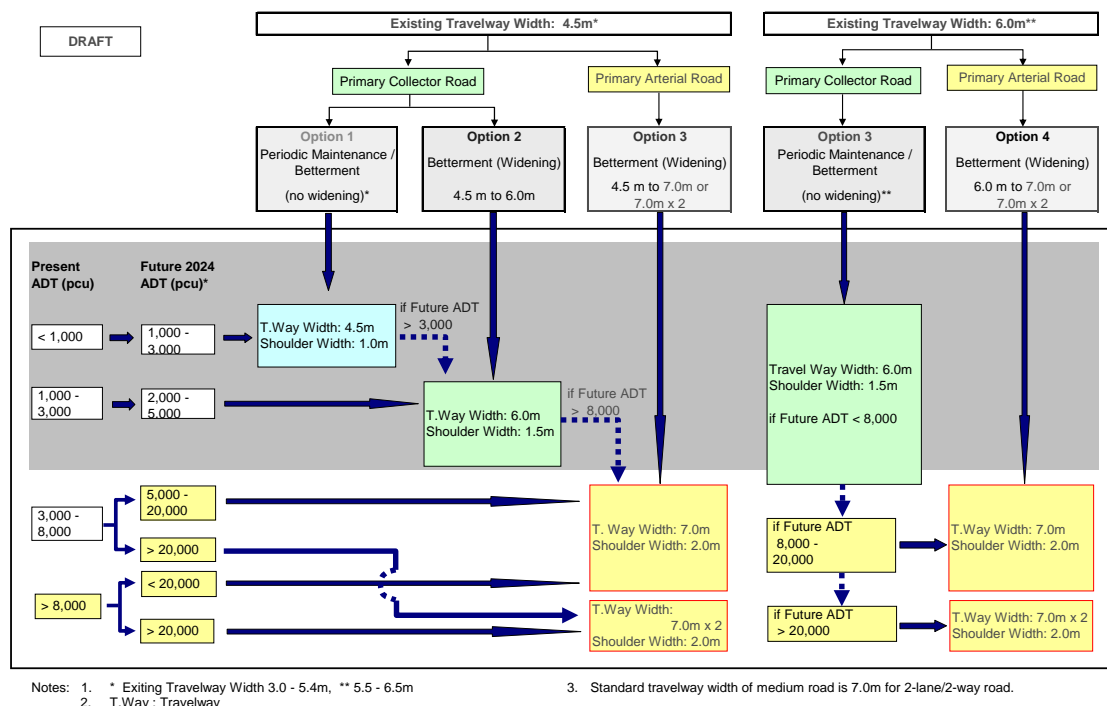 DRAFT
Existing Travelway Width: 4.5m*
Existing Travelway Width: 6.0m**
Primary Collector Road
Primary Arterial Road
Primary Collector Road
Primary Arterial Road
Option 1
Periodic Maintenance /
Betterment
(no widening)*
Option 2
Betterment (Widening)
4.5 m to 6.0m
Option 3
Betterment (Widening)
4.5 m to 7.0m or
7.0m x 2
Option 3
Periodic Maintenance /
Betterment
(no widening)**
Option 4
Betterment (Widening)
6.0 m to 7.0m or
7.0m x 2
Present
ADT (pcu)
Future 2024
ADT (pcu)*
< 1,000
1,000 -
3,000
T.Way Width: 4.5m
Shoulder Width: 1.0m
if Future ADT
> 3,000
1,000 -
3,000
2,000 -
5,000
T.Way Width: 6.0m
Shoulder Width: 1.5m
if Future ADT
> 8,000
Travel Way Width: 6.0m
Shoulder Width: 1.5m
if Future ADT < 8,000
3,000 -
8,000
5,000 -
20,000
> 20,000
T. Way Width: 7.0m
Shoulder Width: 2.0m
if Future ADT
8,000 -
20,000
T.Way Width: 7.0m
Shoulder Width: 2.0m
> 8,000
< 20,000
> 20,000
T.Way Width:
7.0m x 2
Shoulder Width: 2.0m
if Future ADT
> 20,000
T.Way Width: 7.0m x 2
Shoulder Width: 2.0m
Notes: 1. * Exiting Travelway Width 3.0 - 5.4m, ** 5.5 - 6.5m
2. T.Way : Travelway
3. Standard travelway width of medium road is 7.0m for 2-lane/2-way road.